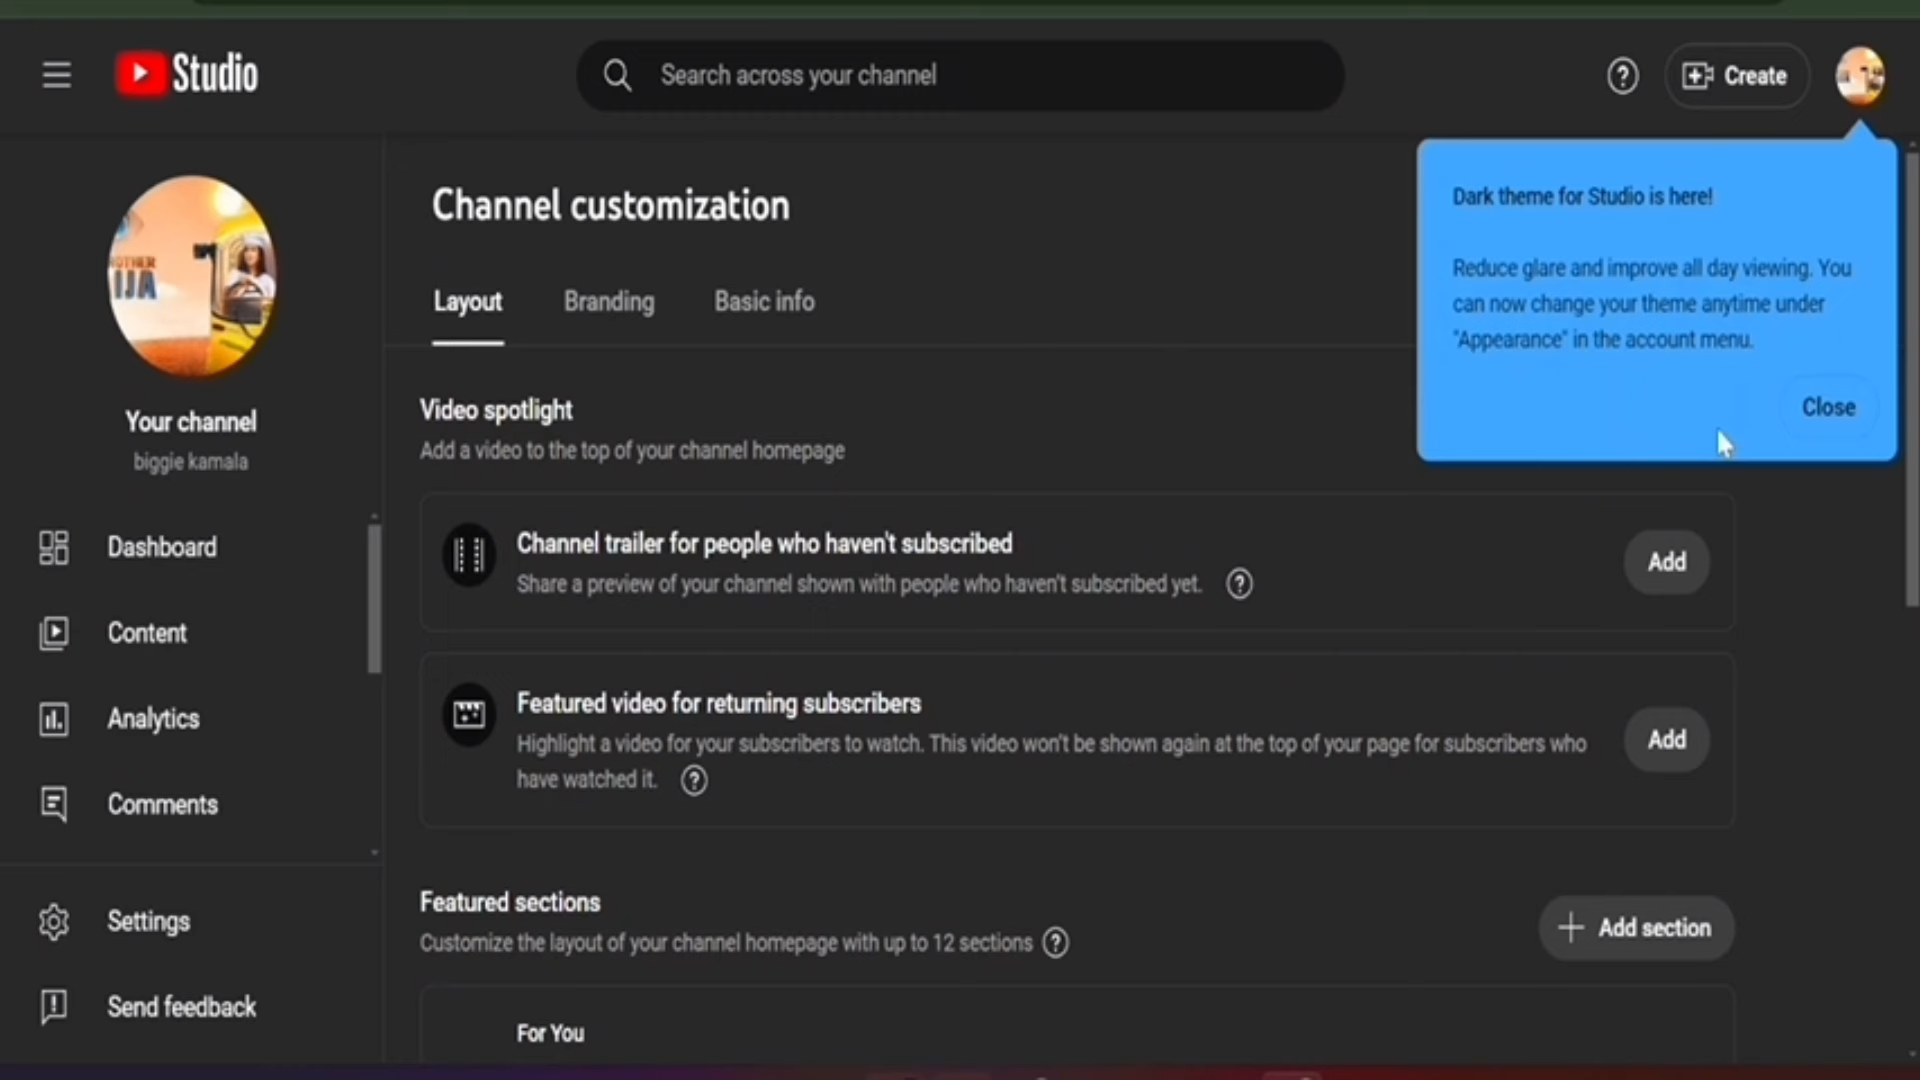 Studio
Search across your channel
Create
Dark theme for Studio is here!
Reduce glare and improve all day viewing. You
can now change your theme anytime under
"Appearance" in the account menu.
Close
Your channel
biggie kamala
Dashboard
Content
Analytics
Comments
Settings
Send feedback
Channel customization
Layout
Branding
Basic info
Video spotlight
Add a video to the top of your channel homepage
Channel trailer for people who haven't subscribed
Share a preview of your channel shown with people who haven't subscribed yet.
Add
Featured video for returning subscribers
Highlight a video for your subscribers to watch. This video won't be shown again at the top of your page for subscribers who
have watched it.
Add
Featured sections
Customize the layout of your channel homepage with up to 12 sections
Add section
For You